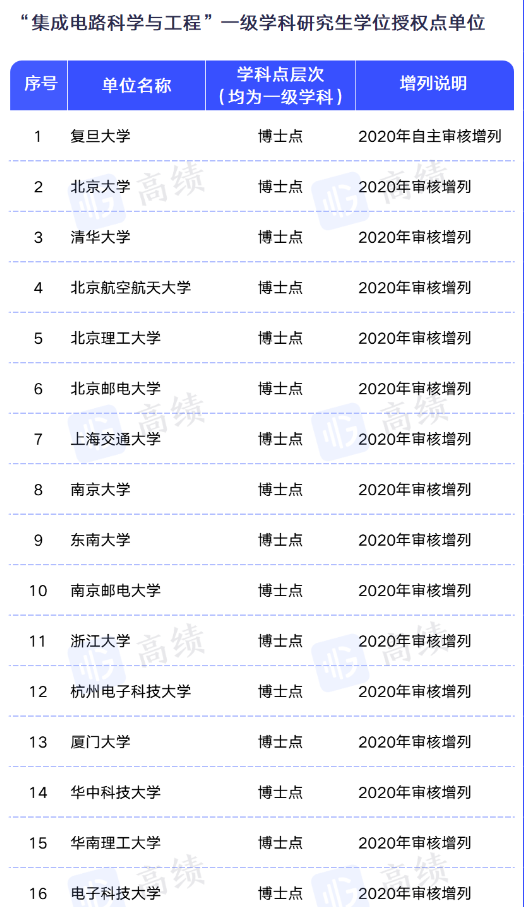 “集成电路科学与工程”一级学科研究生学位授权点单位
序号 单位名称 学科点层次 增列说明
（均为一级学科）
1 复旦大学 博士点 2020年自主审核增列
2 北京大学 博士点 2020年审核增列
高绩 高绩
3 清华大学 博士点 2020年审核增列
4 北京航空航天大学 博士点 2020年审核增列
5 北京理工大学 博士点 2020年审核增列
6 北京邮电大学 博士点 2020年审核增列
高绩 高绩
7 上海交通大学 博士点 2020年审核增列
8 南京大学 博士点 2020年审核增列
9 东南大学 博士点 2020年审核增列
10 南京邮电大学 博士点 2020年审核增列
11 浙江大学 博士点 2020年审核增列
高绩 高绩
12 杭州电子科技大学 博士点 2020年审核增列
13 厦门大学 博士点 2020年审核增列
14 华中科技大学 博士点 2020年审核增列
15 华南理工大学 博士点 2020年审核增列
高绩 高绩
16 电子科技大学 博士点 2020年审核增列